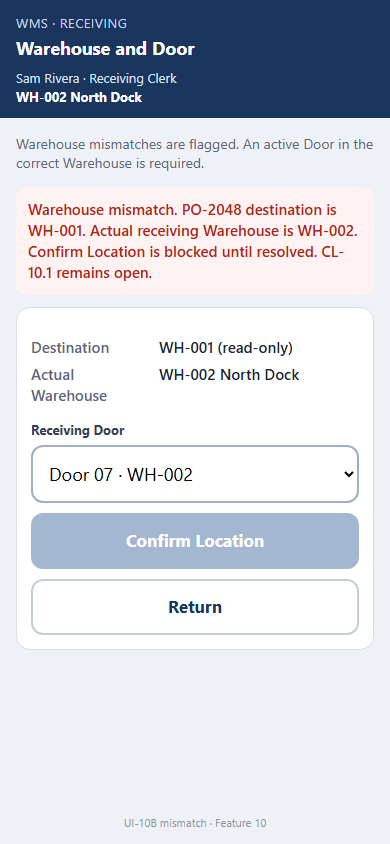 WMS · RECEIVING
Warehouse and Door
Sam Rivera · Receiving Clerk
WH-002 North Dock
Warehouse mismatches are flagged. An active Door in the
correct Warehouse is required.
Warehouse mismatch. PO-2048 destination is
WH-001. Actual receiving Warehouse is WH-002.
Confirm Location is blocked until resolved. CL-
10.1 remains open.
Destination WH-001 (read-only)
Actual WH-002 North Dock
Warehouse
Receiving Door
Door 07 · WH-002
Confirm Location
Return
UI-10B mismatch · Feature 10